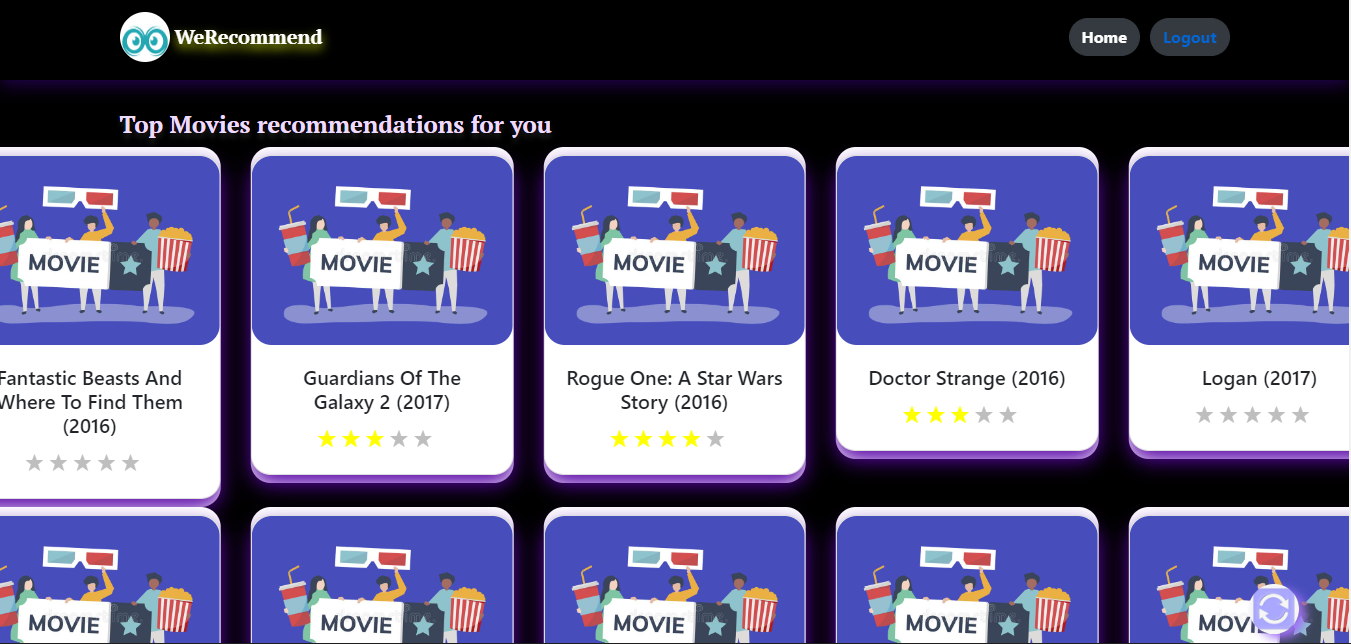 WeRecommend
Home
Logout
Top Movies recommendations for you
MOVIE
MOVIE
MOVIE
MOVIE
MOVIE
Fantastic Beasts And
Where To Find Them
(2016)
Guardians Of The
Galaxy 2 (2017)
Rogue One: A Star Wars
Story (2016)
Doctor Strange (2016)
Logan (2017)
MOVIE
MOVIE
MOVIE
MOVIE